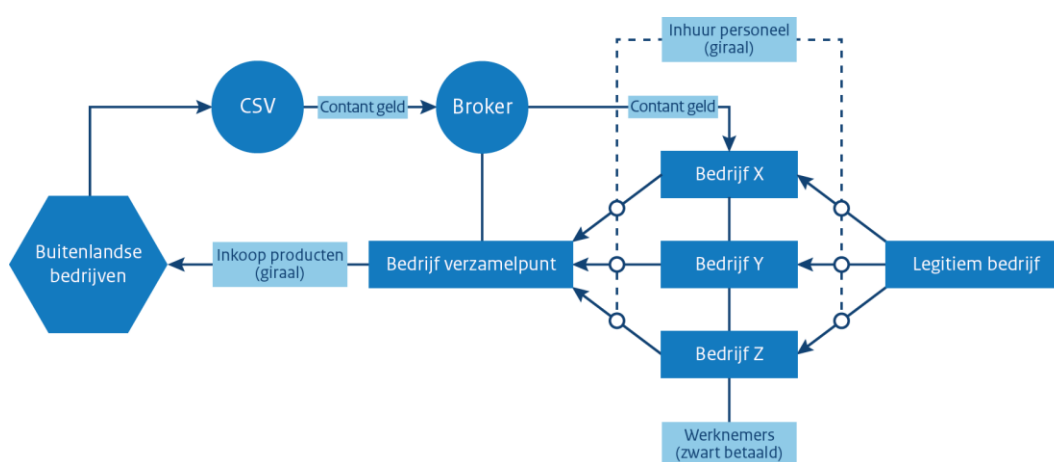 Inhuur personeel
(giraal)
CSV
Contant geld
Broker
Contant geld
Bedrijf X
Buitenlandse
bedrijven
Inkoop producten
(giraal)
Bedrijf verzamelpunt
Bedrijf Y
Legitiem bedrijf
Bedrijf Z
Werknemers
(zwart betaald)